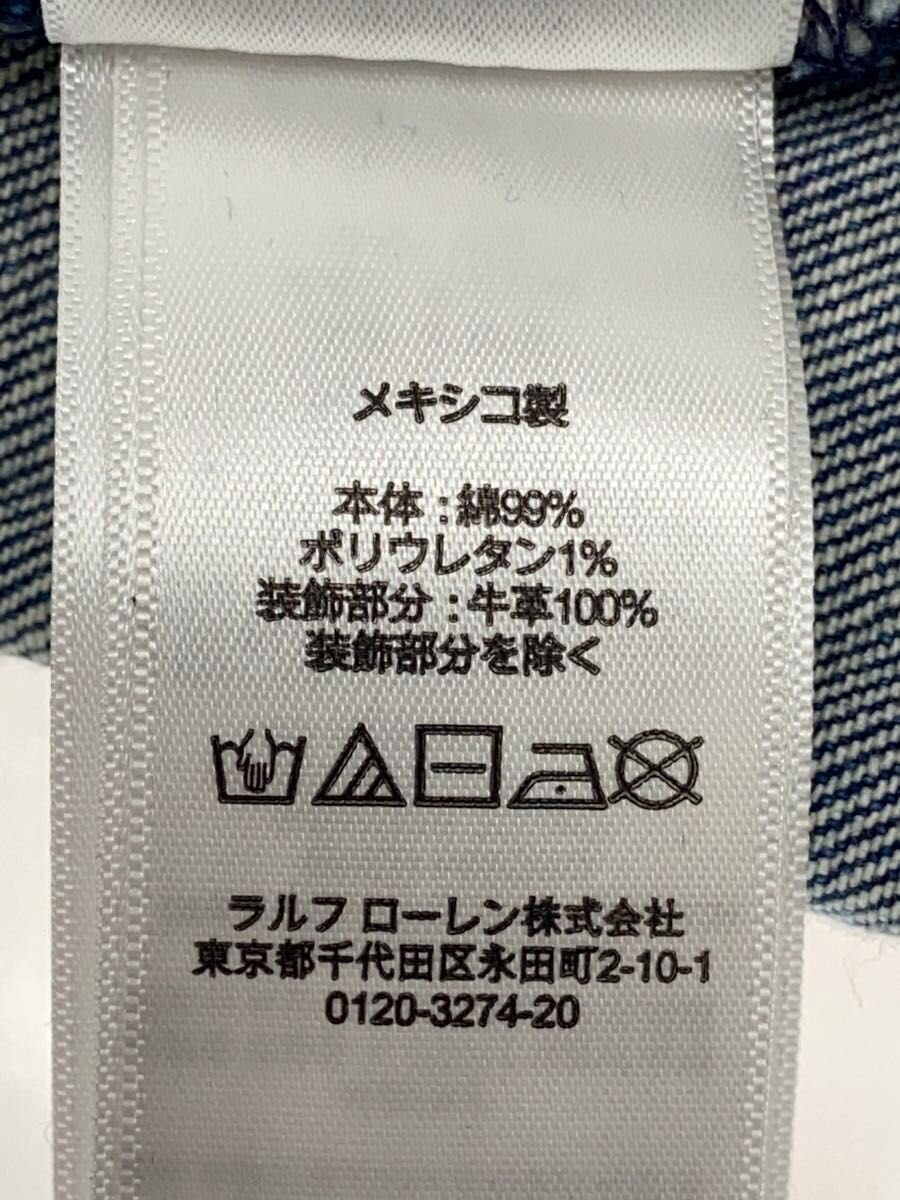 メキシコ製
本体:綿99%
ポリウレタン1%
装飾部分:牛革100%
装飾部分を除く
ラルフ ローレン株式会社
東京都千代田区永田町2-10-1
0120-3274-20